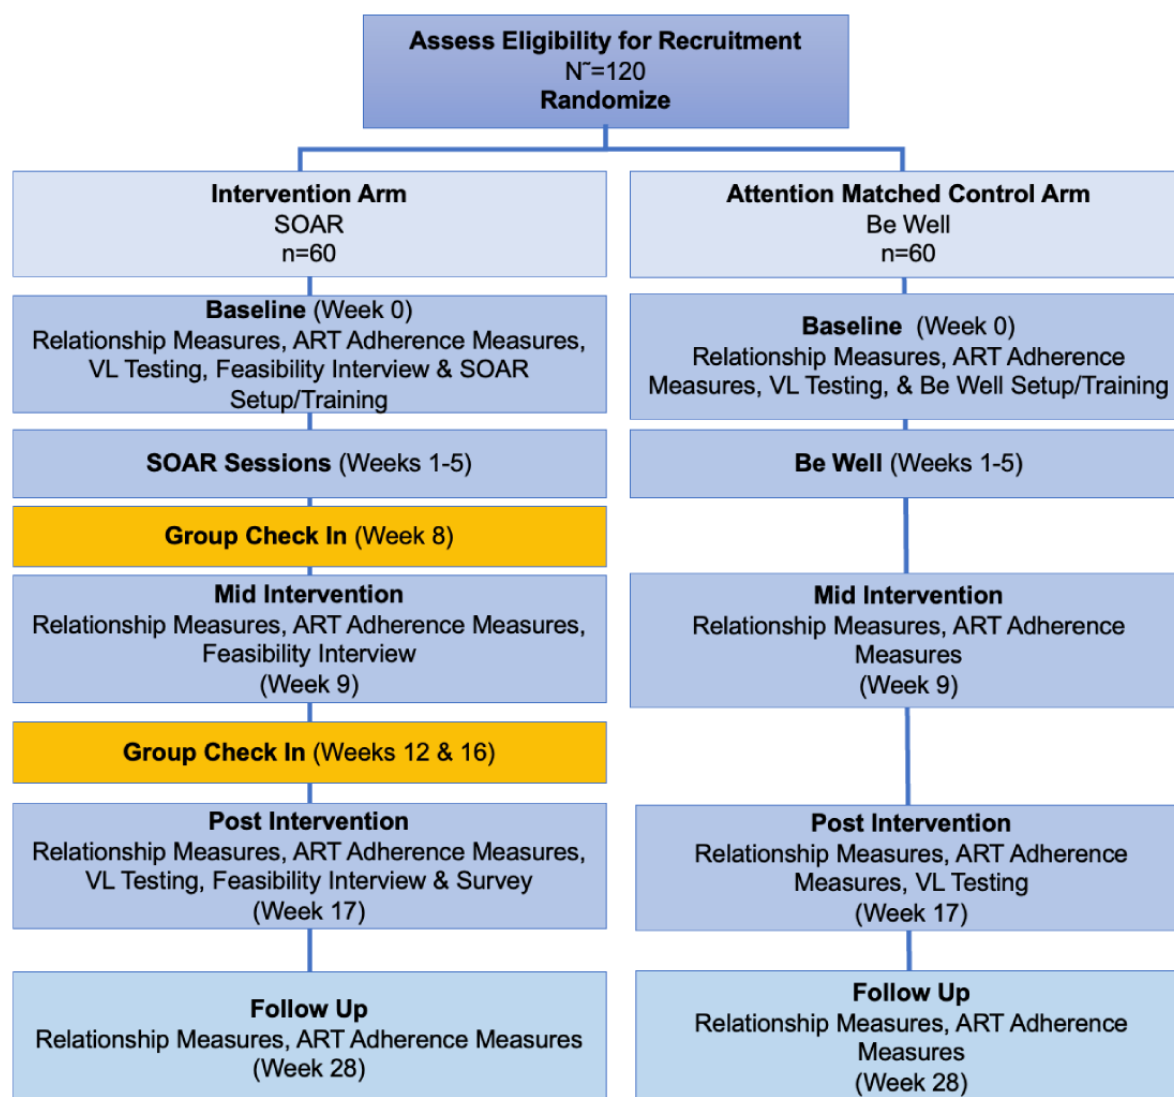 Assess Eligibility for Recruitment
N˜=120
Randomize
Intervention Arm
SOAR
n=60
Baseline (Week 0)
Relationship Measures, ART Adherence Measures,
VL Testing, Feasibility Interview & SOAR
Setup/Training
SOAR Sessions (Weeks 1-5)
Group Check In (Week 8)
Mid Intervention
Relationship Measures, ART Adherence Measures,
Feasibility Interview
(Week 9)
Group Check In (Weeks 12 & 16)
Post Intervention
Relationship Measures, ART Adherence Measures,
VL Testing, Feasibility Interview & Survey
(Week 17)
Follow Up
Relationship Measures, ART Adherence Measures
(Week 28)
Attention Matched Control Arm
Be Well
n=60
Baseline (Week 0)
Relationship Measures, ART Adherence
Measures, VL Testing, & Be Well Setup/Training
Be Well (Weeks 1-5)
Mid Intervention
Relationship Measures, ART Adherence
Measures
(Week 9)
Post Intervention
Relationship Measures, ART Adherence
Measures, VL Testing
(Week 17)
Follow Up
Relationship Measures, ART Adherence
Measures
(Week 28)